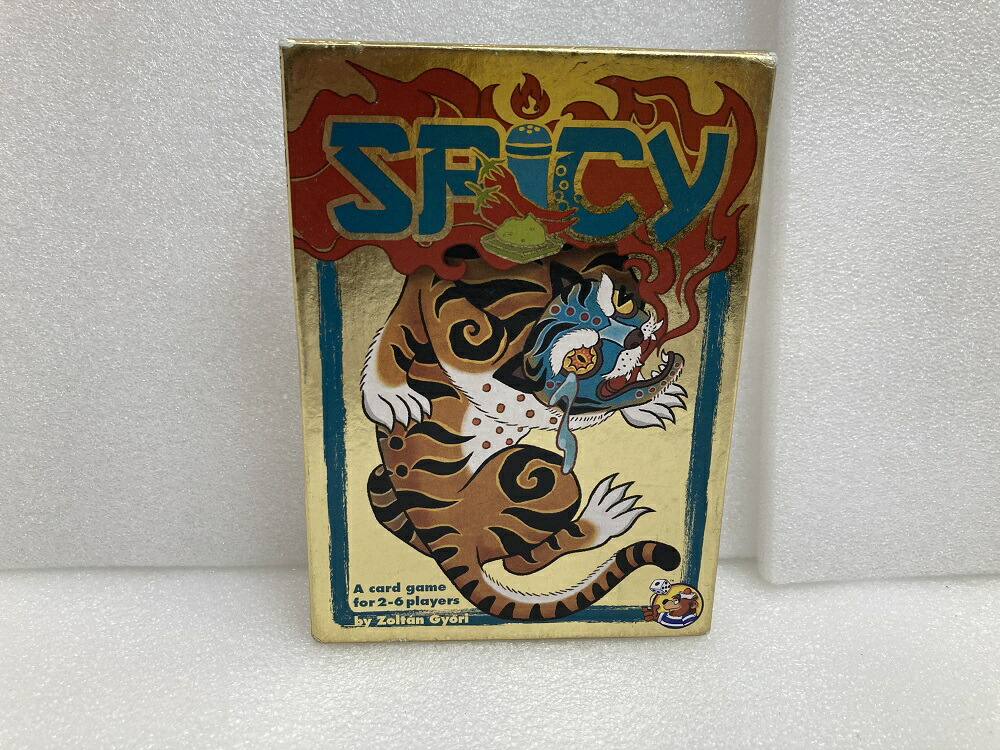 SPICY
A card game
for 2-6 players
by Zoltán Győri